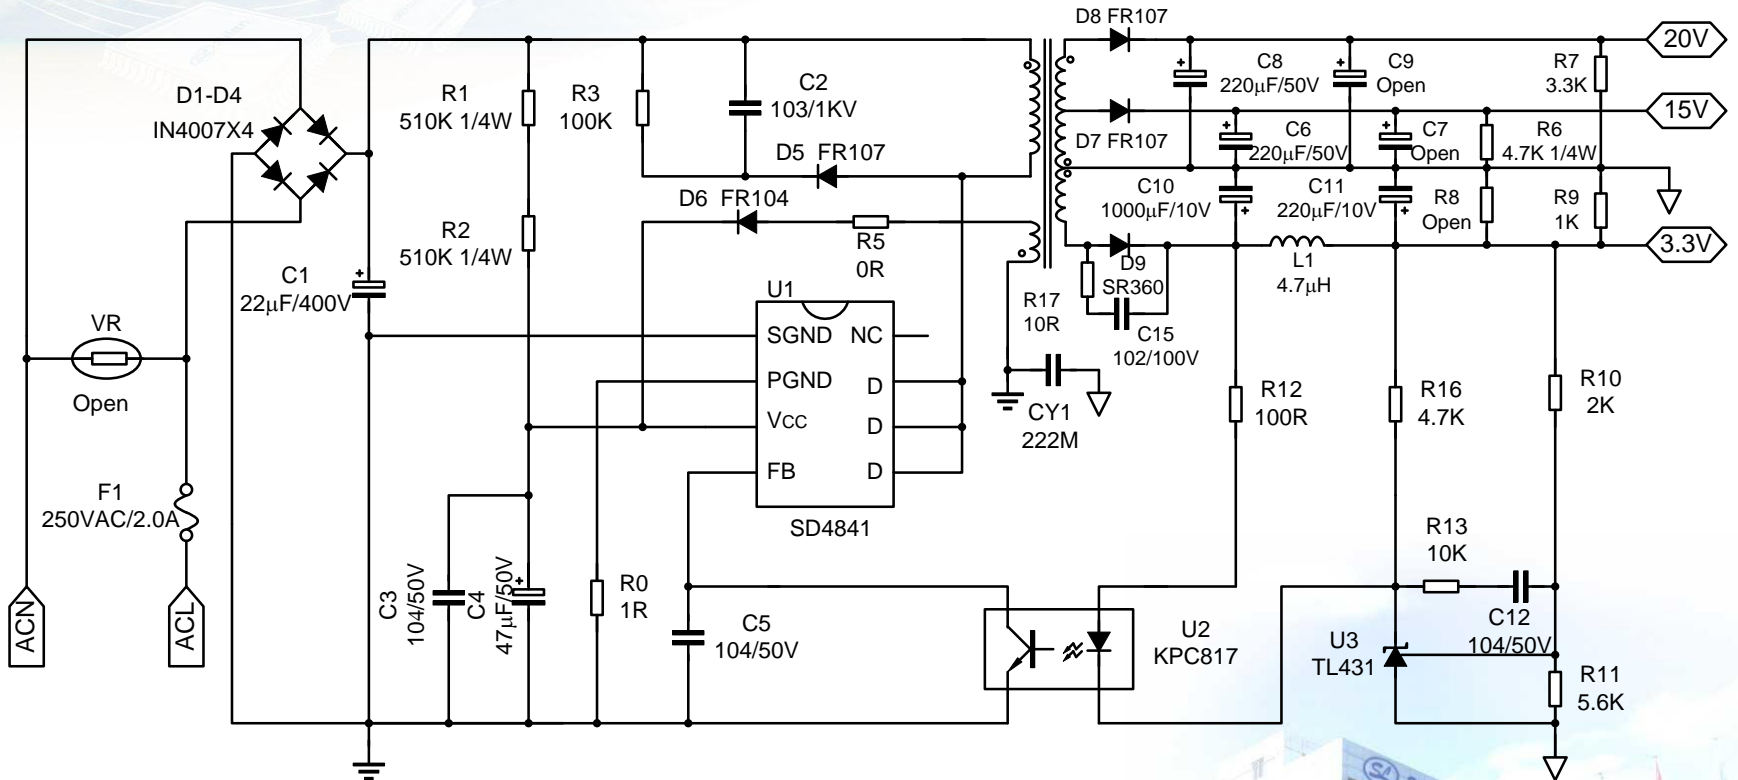 D8 FR107
20V
D1-D4
IN4007X4
R1
510K 1/4W
R3
100K
C2
103/1KV
C8
220µF/50V
C9
Open
R7
3.3K
15V
D5 FR107
D7 FR107
C6
220µF/50V
C7
Open
R6
4.7K 1/4W
D6 FR104
C10
1000µF/10V
C11
220µF/10V
R8
Open
R9
1K
R2
510K 1/4W
R5
0R
3.3V
C1
22µF/400V
U1
D9
SR360
L1
4.7µH
R17
10R
C15
102/100V
VR
Open
SGND
NC
PGND
D
VCC
D
FB
D
SD4841
CY1
222M
R12
100R
R16
4.7K
R10
2K
F1
250VAC/2.0A
R13
10K
ACN
ACL
C3
104/50V
C4
47µF/50V
R0
1R
C5
104/50V
U2
KPC817
C12
104/50V
U3
TL431
R11
5.6K